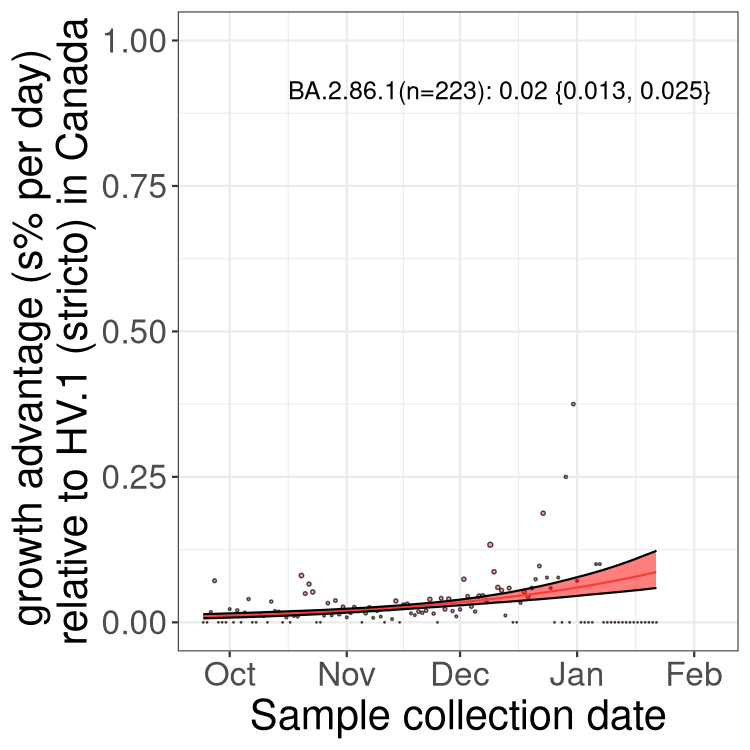 growth advantage (s% per day)
relative to HV.1 (stricto) in Canada
1.00
0.75
0.50
0.25
0.00
BA.2.86.1(n=223): 0.02 {0.013, 0.025}
Oct Nov Dec Jan Feb
Sample collection date